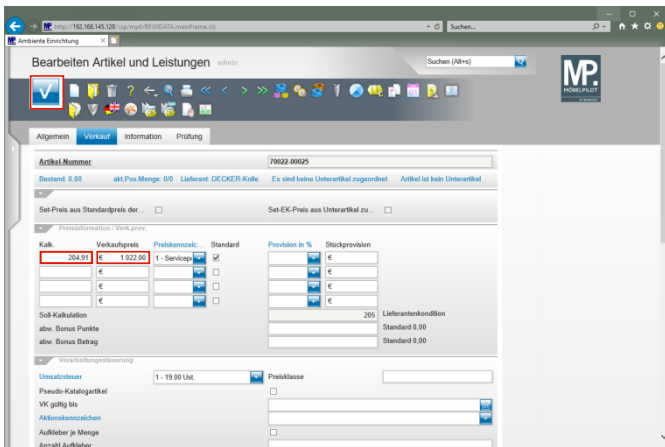 http://192.168.145.128/csp/mpli/BEWIDATA.mainFrame.cls
Suchen...
Ambiente Einrichtung
Bearbeiten Artikel und Leistungen admin
Suchen (Alt+s)
MP.
MÖBELPILOT
Allgemein Verkauf Information Prüfung
Artikel-Nummer 70022-00025
Bestand: 0,00 akt.Pos.Menge: 0/0 Lieferant: DECKER-Kolle Es sind keine Unterartikel zugeordnet Artikel ist kein Unterartikel
Set-Preis aus Standardpreis der... Set-EK-Preis aus Unterartikel zu...
Preisinformation / Verk.prov.
Kalk. Verkaufspreis Preiskennzeic... Standard Provision in % Stückprovision
204,91 € 1.022,00 1 - Servicepr €
€ €
€ €
€ €
Soll-Kalkulation 205 Lieferantenkondition
abw. Bonus Punkte Standard 0,00
abw. Bonus Betrag Standard 0,00
Verarbeitungssteuerung
Umsatzsteuer 1 - 19.00 Ust. Preisklasse
Pseudo-Katalogartikel
VK gültig bis
Aktionskennzeichen
Aufkleber je Menge
Anzahl Aufkleber